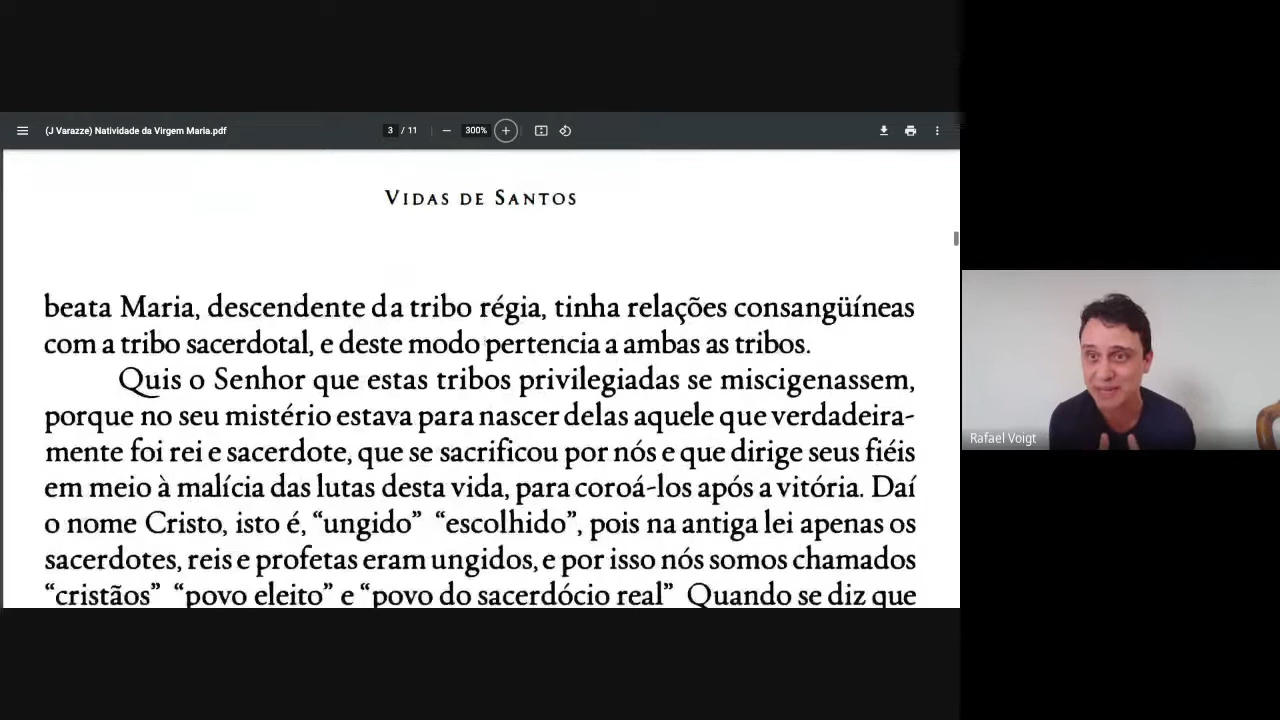 (J Varazze) Natividade da Virgem Maria.pdf
3 / 11
300%
VIDAS DE SANTOS
beata Maria, descendente da tribo régia, tinha relações consangüíneas
com a tribo sacerdotal, e deste modo pertencia a ambas as tribos.
Quis o Senhor que estas tribos privilegiadas se miscigenassem,
porque no seu mistério estava para nascer delas aquele que verdadeira-
mente foi rei e sacerdote, que se sacrificou por nós e que dirige seus fiéis
em meio à malícia das lutas desta vida, para coroá-los após a vitória. Daí
o nome Cristo, isto é, “ungido” “escolhido”, pois na antiga lei apenas os
sacerdotes, reis e profetas eram ungidos, e por isso nós somos chamados
“cristãos” “povo eleito” e “povo do sacerdócio real” Quando se diz que
Rafael Voigt